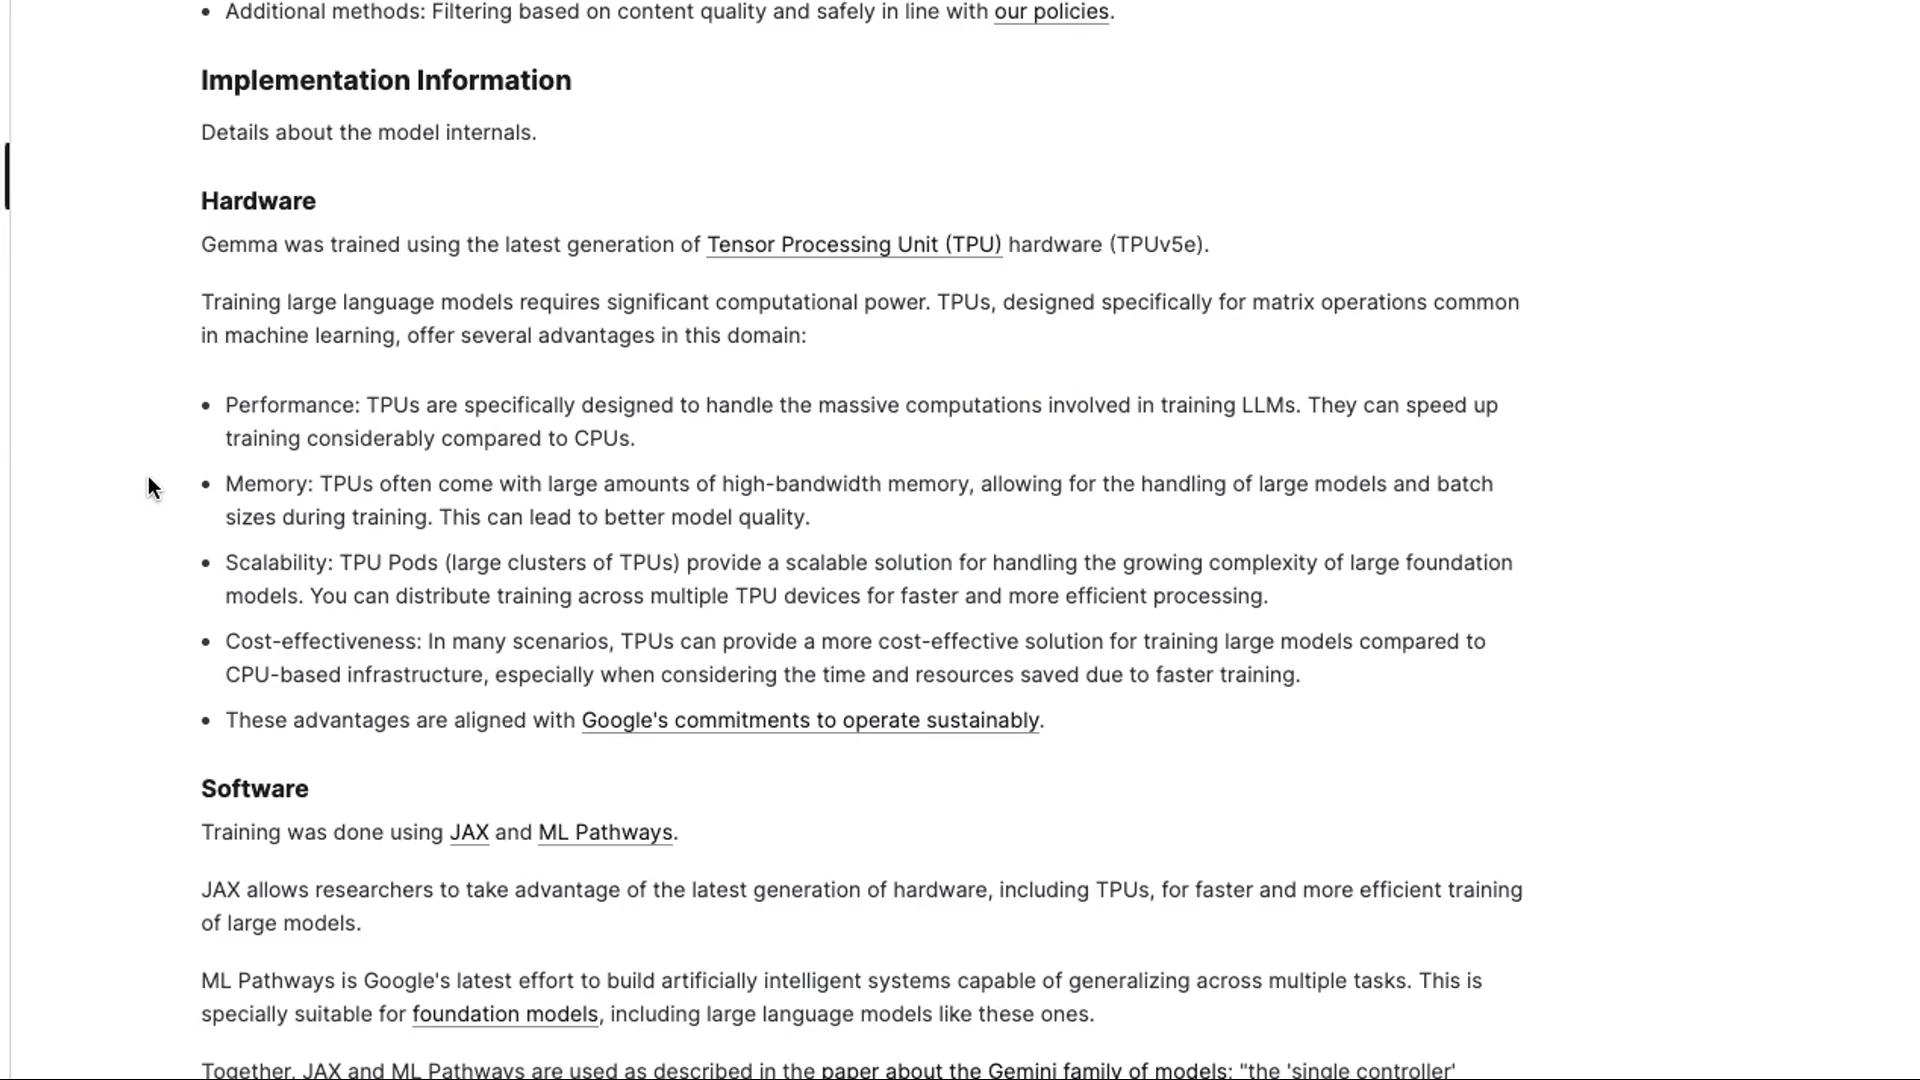 • Additional methods: Filtering based on content quality and safely in line with our policies.
Implementation Information
Details about the model internals.
Hardware
Gemma was trained using the latest generation of Tensor Processing Unit (TPU) hardware (TPUv5e).
Training large language models requires significant computational power. TPUs, designed specifically for matrix operations common
in machine learning, offer several advantages in this domain:
• Performance: TPUs are specifically designed to handle the massive computations involved in training LLMs. They can speed up
training considerably compared to CPUs.
• Memory: TPUs often come with large amounts of high-bandwidth memory, allowing for the handling of large models and batch
sizes during training. This can lead to better model quality.
• Scalability: TPU Pods (large clusters of TPUs) provide a scalable solution for handling the growing complexity of large foundation
models. You can distribute training across multiple TPU devices for faster and more efficient processing.
• Cost-effectiveness: In many scenarios, TPUs can provide a more cost-effective solution for training large models compared to
CPU-based infrastructure, especially when considering the time and resources saved due to faster training.
• These advantages are aligned with Google's commitments to operate sustainably.
Software
Training was done using JAX and ML Pathways.
JAX allows researchers to take advantage of the latest generation of hardware, including TPUs, for faster and more efficient training
of large models.
ML Pathways is Google's latest effort to build artificially intelligent systems capable of generalizing across multiple tasks. This is
specially suitable for foundation models, including large language models like these ones.
Together, JAX and ML Pathways are used as described in the paper about the Gemini family of models; "the 'single controller'